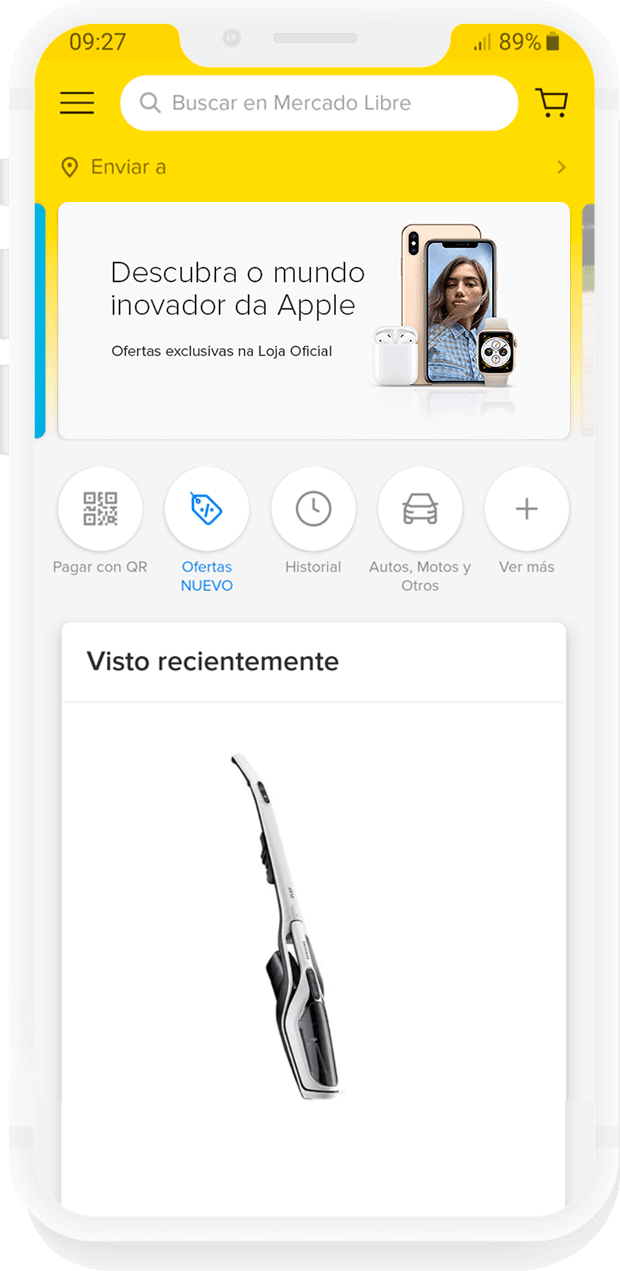 09:27
89%
Buscar en Mercado Libre
Enviar a
Descubra o mundo
inovador da Apple
Ofertas exclusivas na Loja Oficial
Pagar con QR
Ofertas
NUEVO
Historial
Autos, Motos y
Otros
Ver más
Visto recientemente